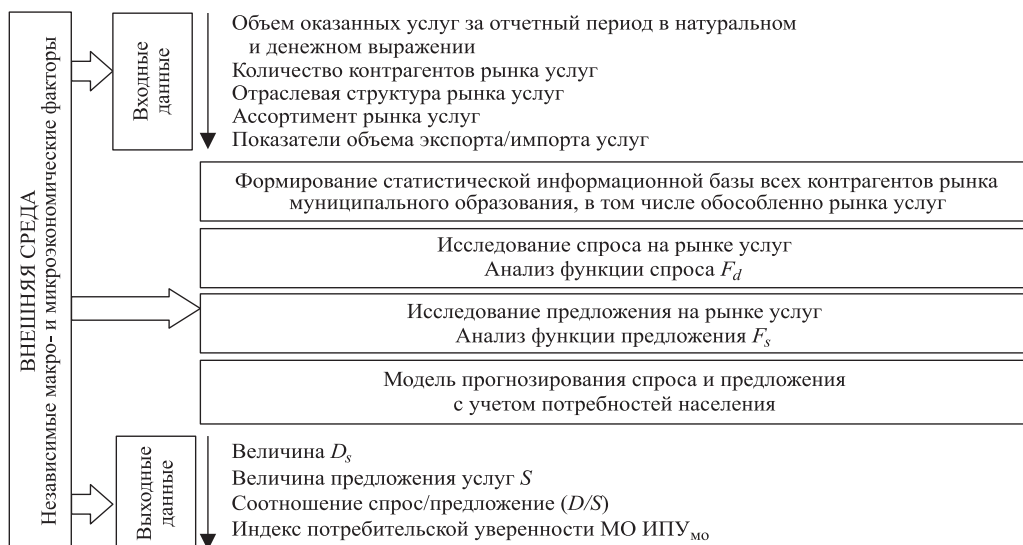 ВНЕШНЯЯ СРЕДА
Независимые макро- и микроэкономические факторы
Входные
данные
Объем оказанных услуг за отчетный период в натуральном
и денежном выражении
Количество контрагентов рынка услуг
Отраслевая структура рынка услуг
Ассортимент рынка услуг
Показатели объема экспорта/импорта услуг
Формирование статистической информационной базы всех контрагентов рынка
муниципального образования, в том числе обособленно рынка услуг
Исследование спроса на рынке услуг
Анализ функции спроса F_d
Исследование предложения на рынке услуг
Анализ функции предложения F_s
Модель прогнозирования спроса и предложения
с учетом потребностей населения
Выходные
данные
Величина D_s
Величина предложения услуг S
Соотношение спрос/предложение (D/S)
Индекс потребительской уверенности МО ИПУ_мо